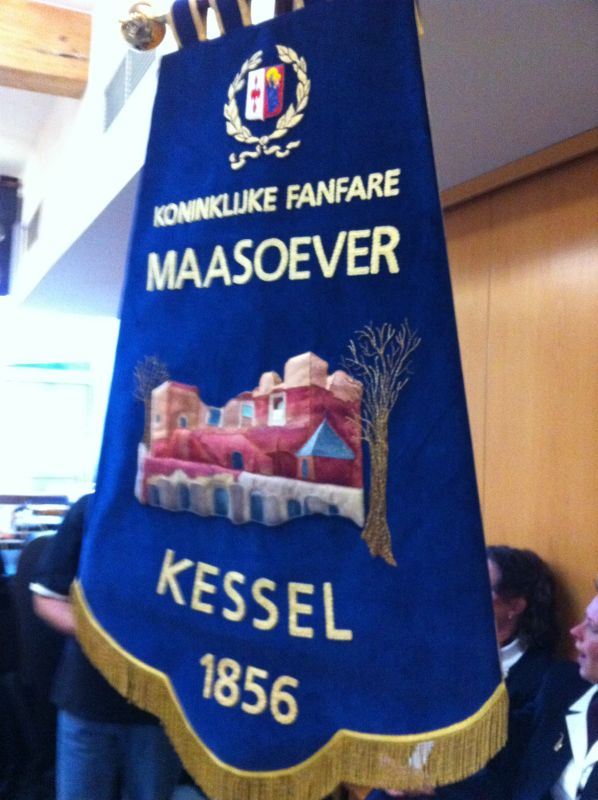 KONINKLIJKE FANFARE
MAASOEVER
KESSEL
1856